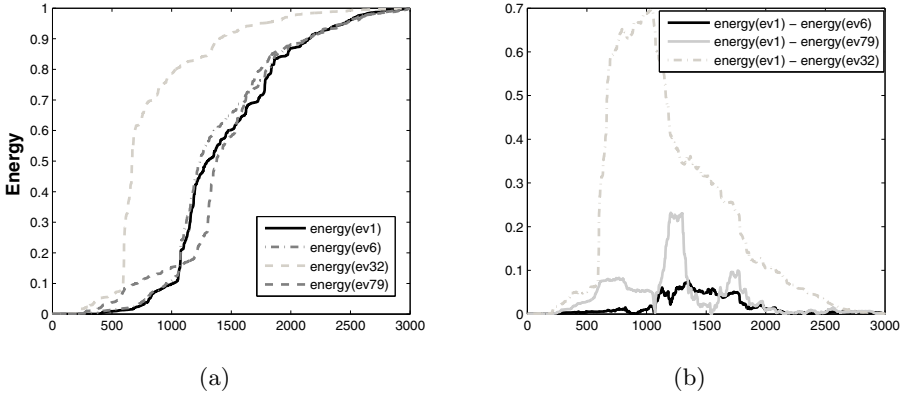 Energy
1
0.9
0.8
0.7
0.6
0.5
0.4
0.3
0.2
0.1
0
0 500 1000 1500 2000 2500 3000
energy(ev1)
energy(ev6)
energy(ev32)
energy(ev79)
(a)
0.7
0.6
0.5
0.4
0.3
0.2
0.1
0
0 500 1000 1500 2000 2500 3000
energy(ev1) − energy(ev6)
energy(ev1) − energy(ev79)
energy(ev1) − energy(ev32)
(b)